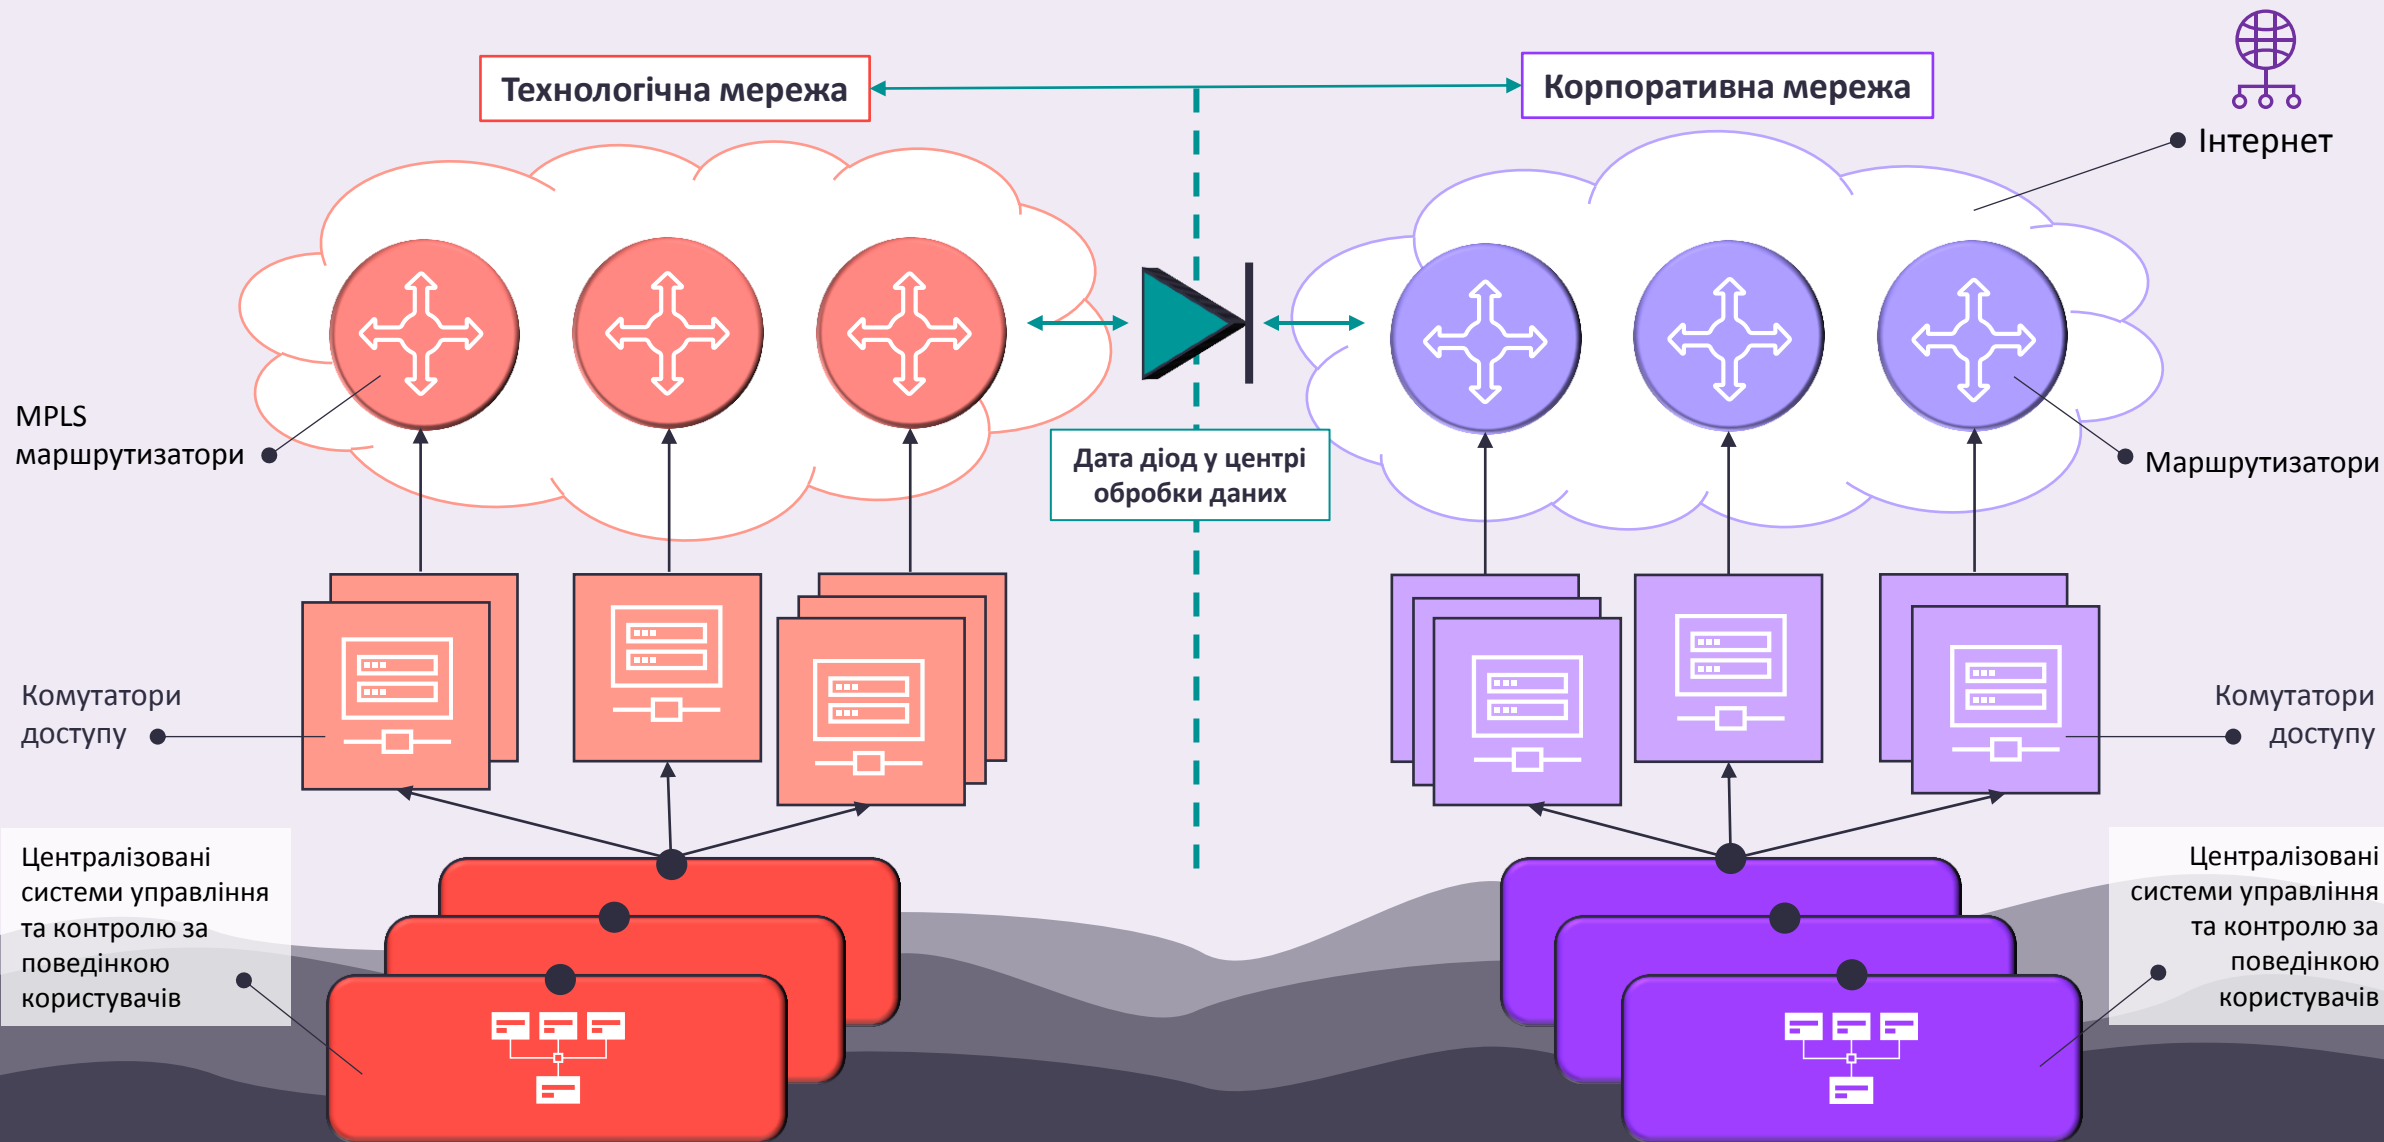 Технологічна мережа
Корпоративна мережа
Інтернет
MPLS
маршрутизатори
Дата діод у центрі
обробки даних
Маршрутизатори
Комутатори
доступу
Комутатори
доступу
Централізовані
системи управління
та контролю за
поведінкою
користувачів
Централізовані
системи управління
та контролю за
поведінкою
користувачів